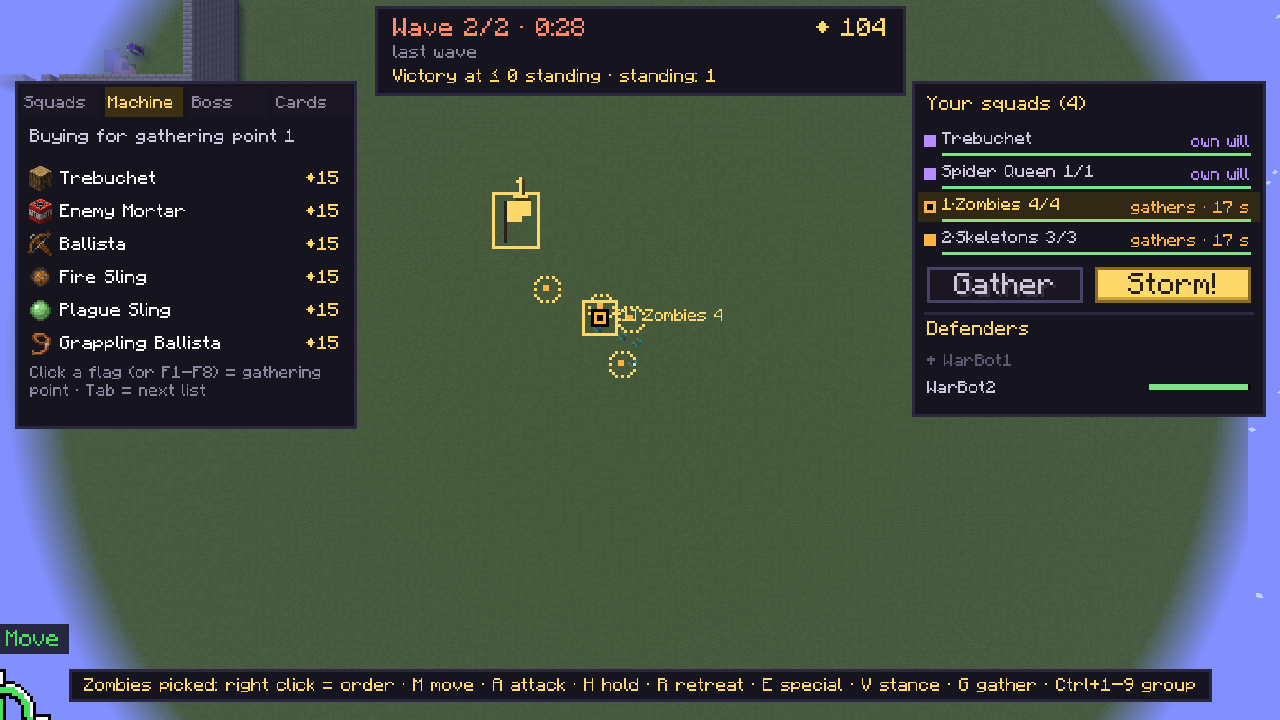 Wave 2/2 · 0:28
104
last wave
Victory at ≤ 0 standing · standing: 1
Squads
Machine
Boss
Cards
Buying for gathering point 1
Trebuchet
+15
Enemy Mortar
+15
Ballista
+15
Fire Sling
+15
Plague Sling
+15
Grappling Ballista
+15
Click a flag (or F1–F8) = gathering
point · Tab = next list
1
Zombies 4
Your squads (4)
Trebuchet
own will
Spider Queen 1/1
own will
1·Zombies 4/4
gathers · 17 s
2·Skeletons 3/3
gathers · 17 s
Gather
Storm!
Defenders
+ WarBot1
WarBot2
Move
Zombies picked: right click = order · M move · A attack · H hold · R retreat · E special · V stance · G gather · Ctrl+1–9 group